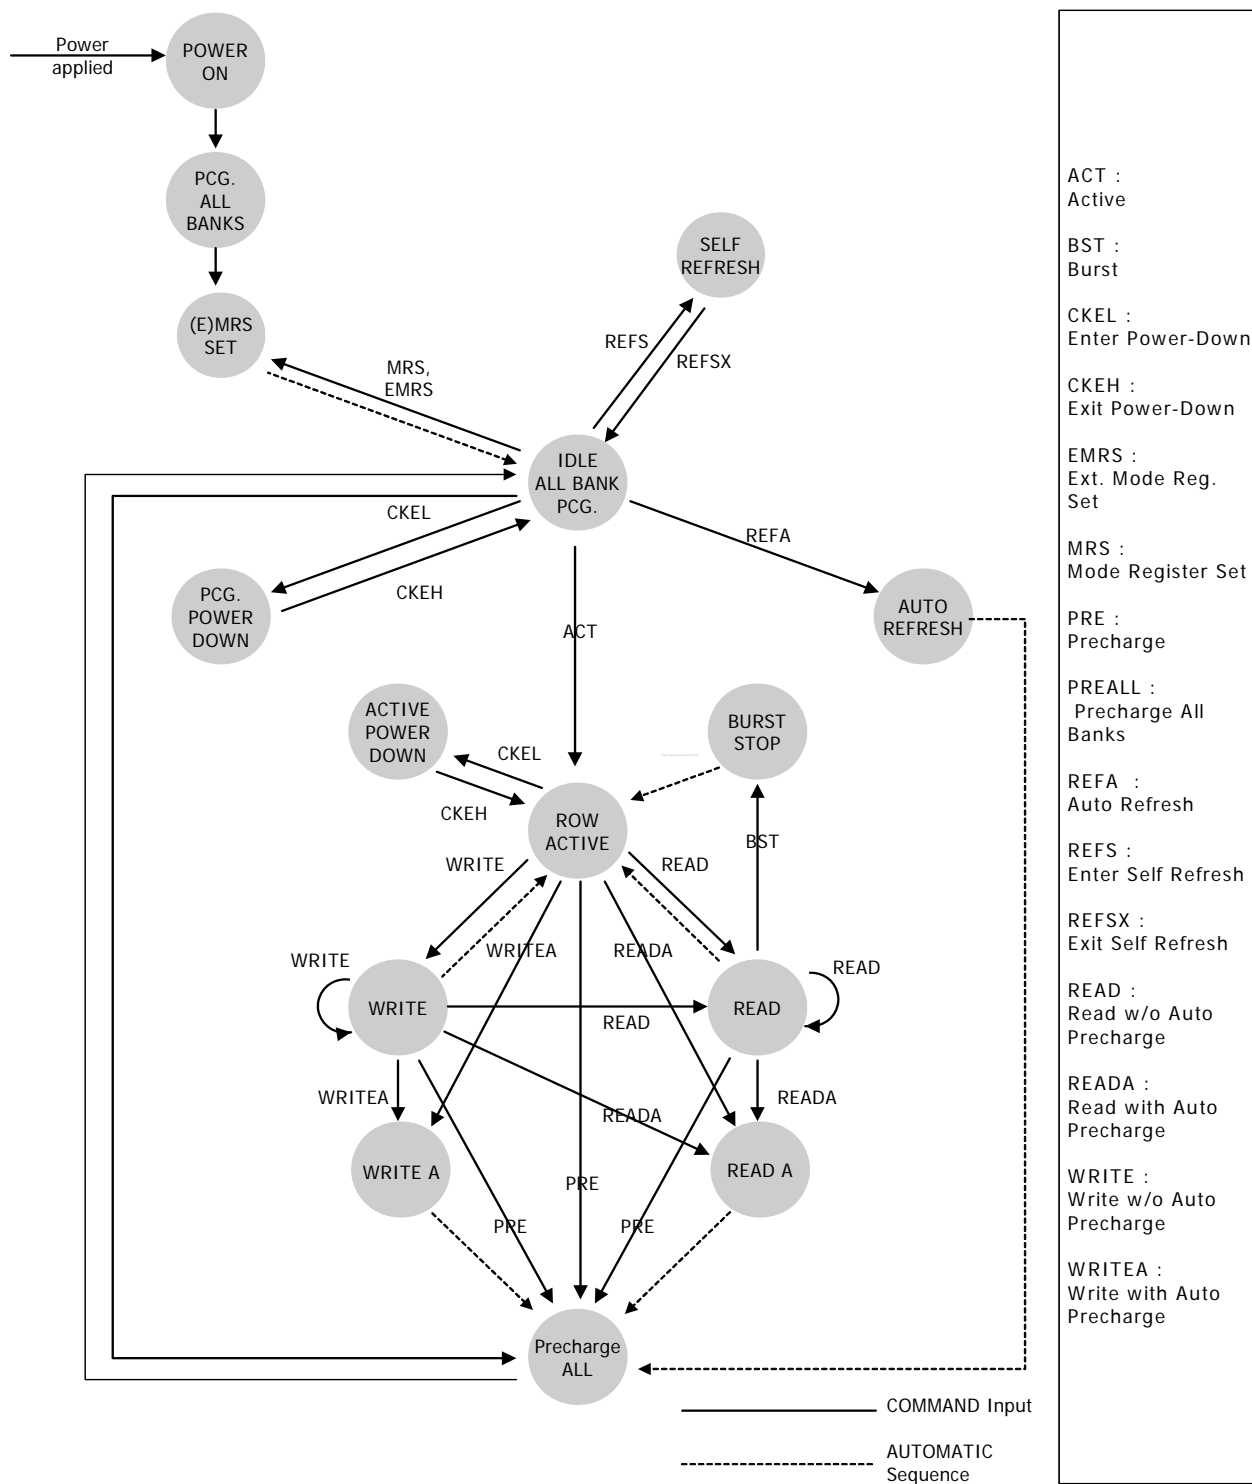 Power
applied
POWER
ON
PCG.
ALL
BANKS
(E)MRS
SET
SELF
REFRESH
REFS
REFSX
MRS,
EMRS
IDLE
ALL BANK
PCG.
CKEL
CKEH
REFA
PCG.
POWER
DOWN
AUTO
REFRESH
ACT
ACTIVE
POWER
DOWN
BURST
STOP
CKEL
CKEH
ROW
ACTIVE
BST
WRITE
READ
WRITEA
READA
WRITE
READ
WRITE
READ
READ
WRITEA
READA
READA
WRITE A
READ A
PRE
PRE
PRE
Precharge
ALL
COMMAND Input
AUTOMATIC
Sequence
ACT :
Active
BST :
Burst
CKEL :
Enter Power-Down
CKEH :
Exit Power-Down
EMRS :
Ext. Mode Reg.
Set
MRS :
Mode Register Set
PRE :
Precharge
PREALL :
Precharge All
Banks
REFA :
Auto Refresh
REFS :
Enter Self Refresh
REFSX :
Exit Self Refresh
READ :
Read w/o Auto
Precharge
READA :
Read with Auto
Precharge
WRITE :
Write w/o Auto
Precharge
WRITEA :
Write with Auto
Precharge